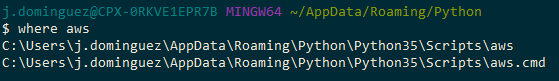 j.dominguez@CPX-0RKVE1EPR7B MINGW64 ~/AppData/Roaming/Python
$ where aws
C:\Users\j.dominguez\AppData\Roaming\Python\Python35\Scripts\aws
C:\Users\j.dominguez\AppData\Roaming\Python\Python35\Scripts\aws.cmd